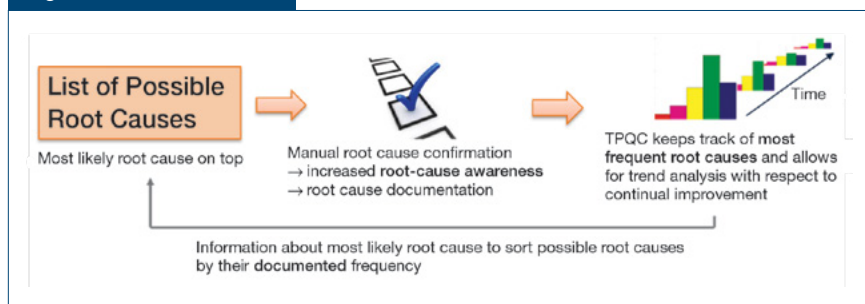 List of Possible
Root Causes
Most likely root cause on top
Manual root cause confirmation
→ increased root-cause awareness
→ root cause documentation
Time
TPQC keeps track of most
frequent root causes and allows
for trend analysis with respect to
continual improvement
Information about most likely root cause to sort possible root causes
by their documented frequency